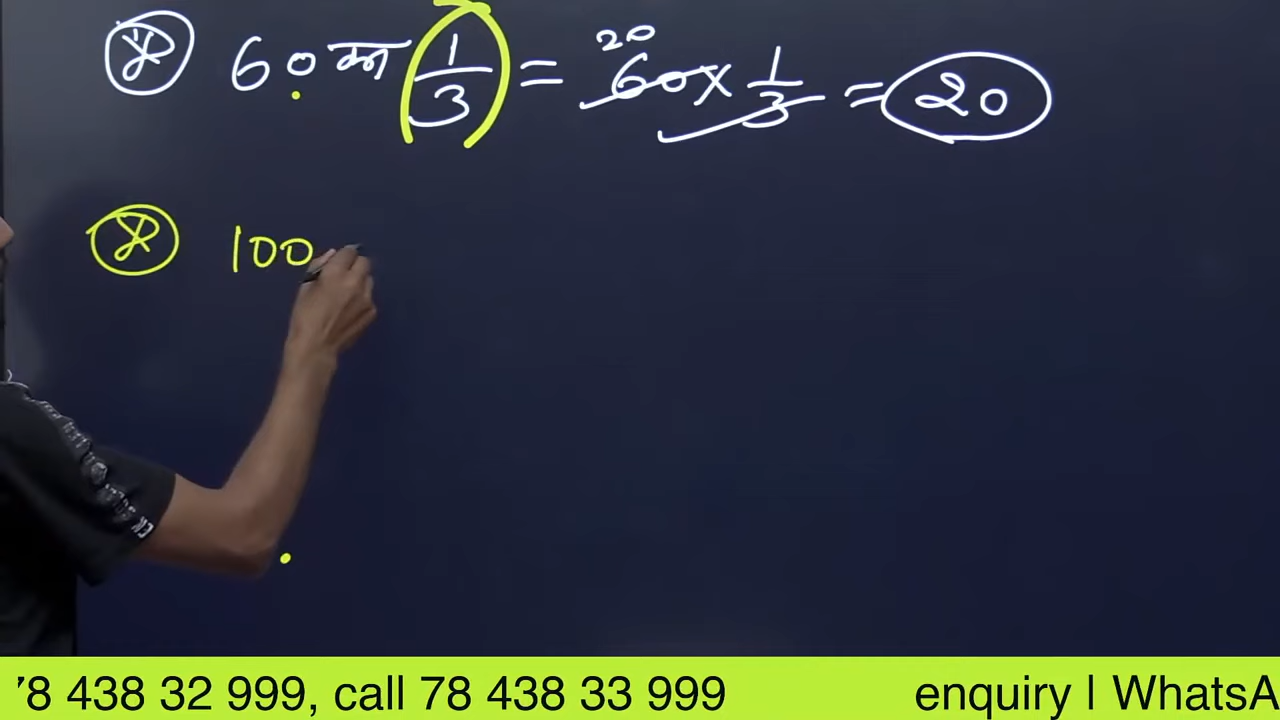 60 का 1/3 = 60 x 1/3 = 20
20
100
78 438 32 999, call 78 438 33 999 enquiry | WhatsA